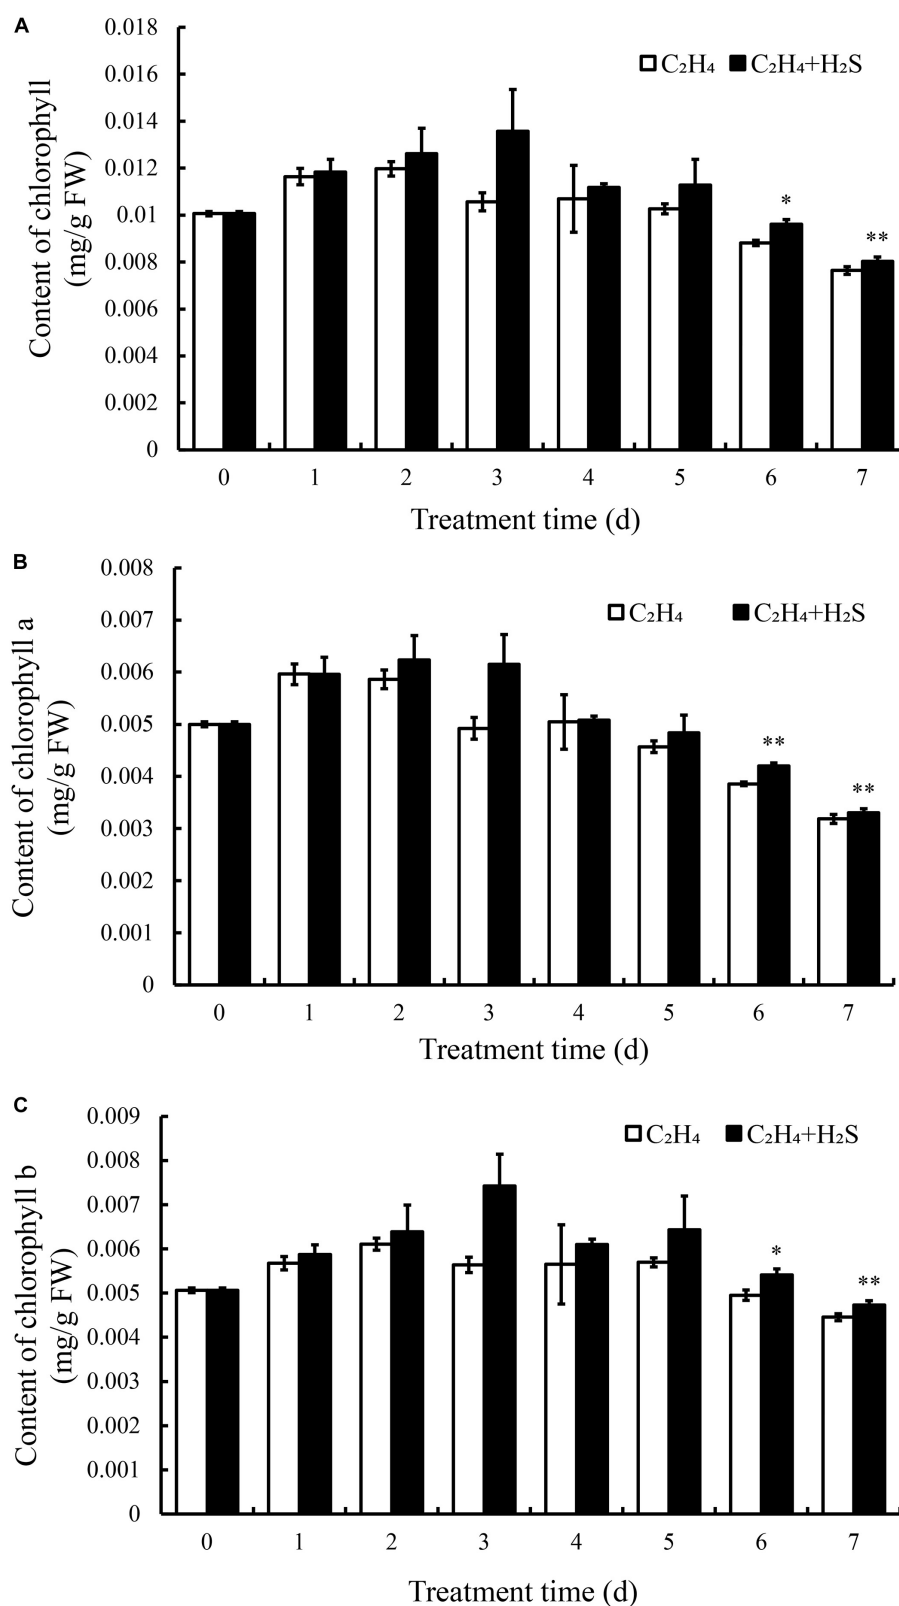 A
Content of chlorophyll
(mg/g FW)
0.018
0.016
0.014
0.012
0.01
0.008
0.006
0.004
0.002
0
C₂H₄ C₂H₄+H₂S
*
**
0 1 2 3 4 5 6 7
Treatment time (d)
B
Content of chlorophyll a
(mg/g FW)
0.008
0.007
0.006
0.005
0.004
0.003
0.002
0.001
0
C₂H₄ C₂H₄+H₂S
**
**
0 1 2 3 4 5 6 7
Treatment time (d)
C
Content of chlorophyll b
(mg/g FW)
0.009
0.008
0.007
0.006
0.005
0.004
0.003
0.002
0.001
0
C₂H₄ C₂H₄+H₂S
*
**
0 1 2 3 4 5 6 7
Treatment time (d)